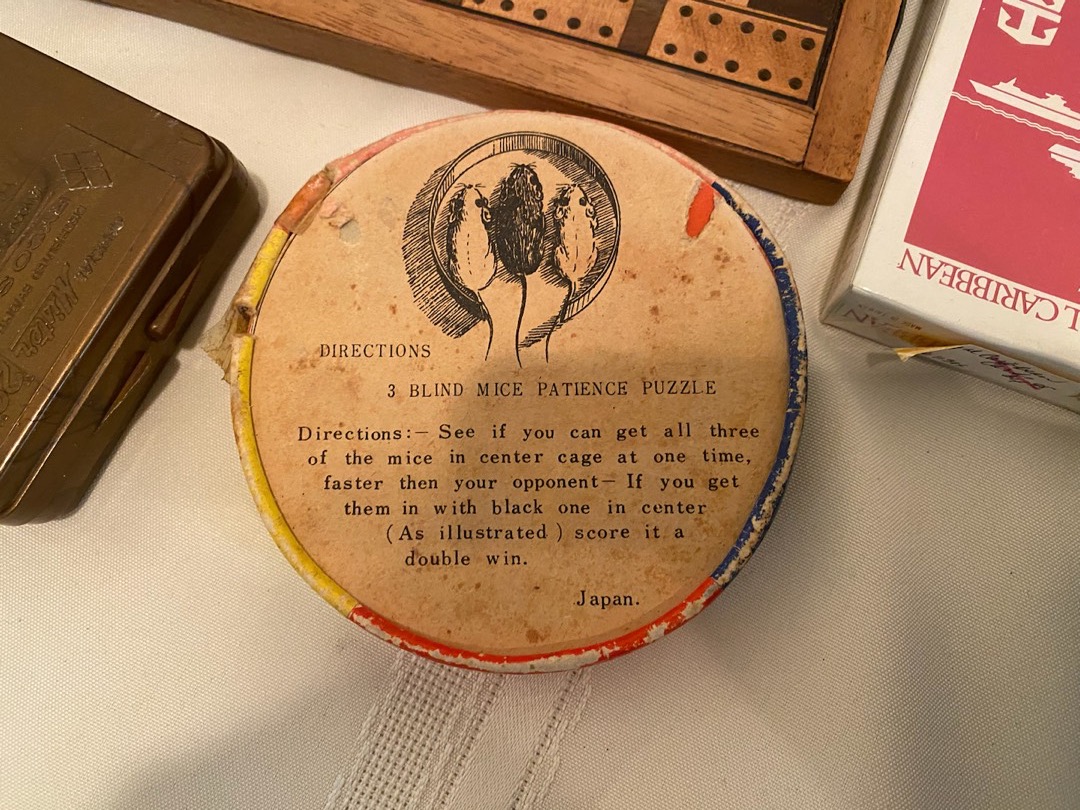 DIRECTIONS
3 BLIND MICE PATIENCE PUZZLE
Directions:— See if you can get all three
of the mice in center cage at one time,
faster then your opponent— If you get
them in with black one in center
(As illustrated) score it a
double win.
Japan.
L CARIBBEAN